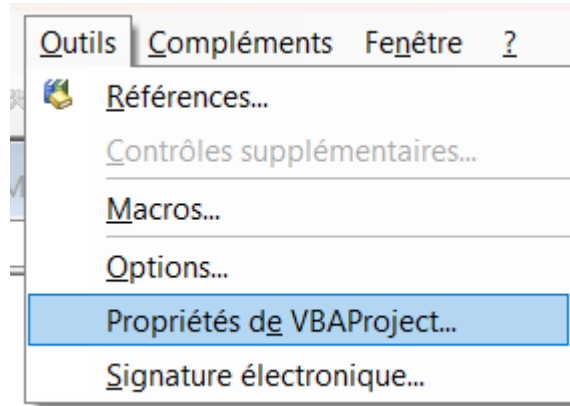 Outils Compléments Fenêtre ?
Références...
Contrôles supplémentaires...
Macros...
Options...
Propriétés de VBAProject...
Signature électronique...